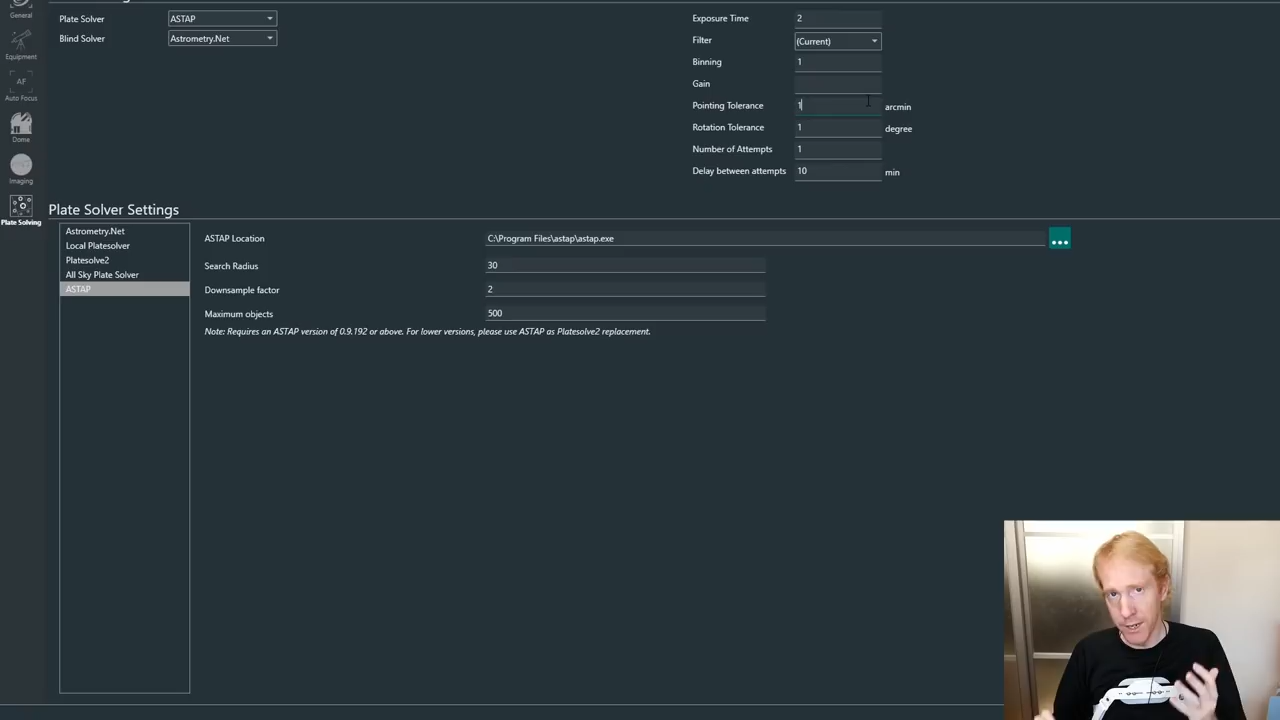 General
Equipment
AF
Auto Focus
Dome
Imaging
Plate Solving
Plate Solver ASTAP
Blind Solver Astrometry.Net
Exposure Time 2
Filter (Current)
Binning 1
Gain
Pointing Tolerance 1 arcmin
Rotation Tolerance 1 degree
Number of Attempts 1
Delay between attempts 10 min
Plate Solver Settings
Astrometry.Net
Local Platesolver
Platesolve2
All Sky Plate Solver
ASTAP
ASTAP Location C:\Program Files\astap\astap.exe ...
Search Radius 30
Downsample factor 2
Maximum objects 500
Note: Requires an ASTAP version of 0.9.192 or above. For lower versions, please use ASTAP as Platesolve2 replacement.